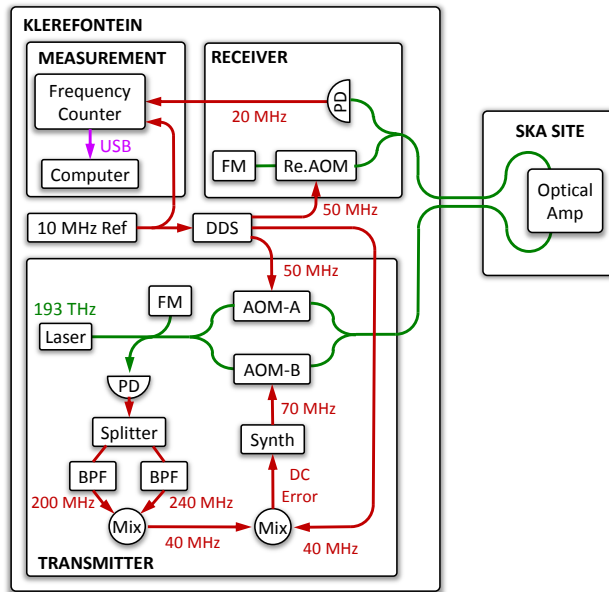 KLEREFONTEIN
MEASUREMENT
Frequency
Counter
USB
Computer
RECEIVER
PD
20 MHz
FM
Re.AOM
50 MHz
SKA SITE
Optical
Amp
10 MHz Ref
DDS
50 MHz
193 THz
FM
AOM-A
Laser
AOM-B
PD
70 MHz
Splitter
Synth
BPF
BPF
DC
Error
200 MHz
240 MHz
Mix
Mix
40 MHz
40 MHz
TRANSMITTER